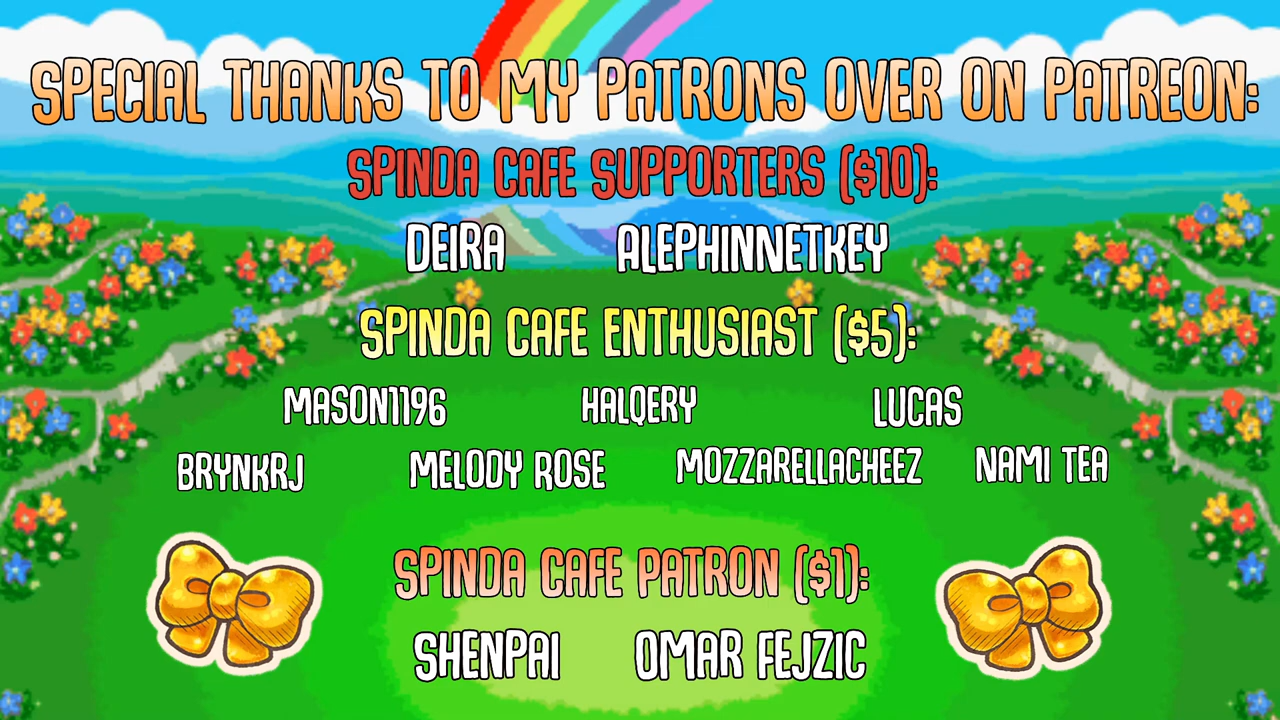 SPECIAL THANKS TO MY PATRONS OVER ON PATREON:
SPINDA CAFE SUPPORTERS ($10):
DEIRA ALEPHINNETKEY
SPINDA CAFE ENTHUSIAST ($5):
MASON1196 HALQERY LUCAS
BRYNKRJ MELODY ROSE MOZZARELLACHEEZ NAMI TEA
SPINDA CAFE PATRON ($1):
SHENPAI OMAR FEJZIC